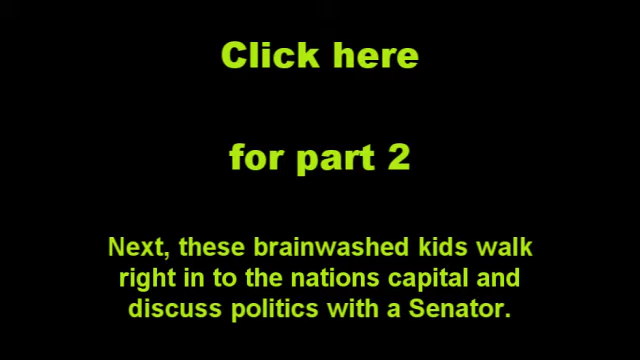 Click here
for part 2
Next, these brainwashed kids walk
right in to the nations capital and
discuss politics with a Senator.